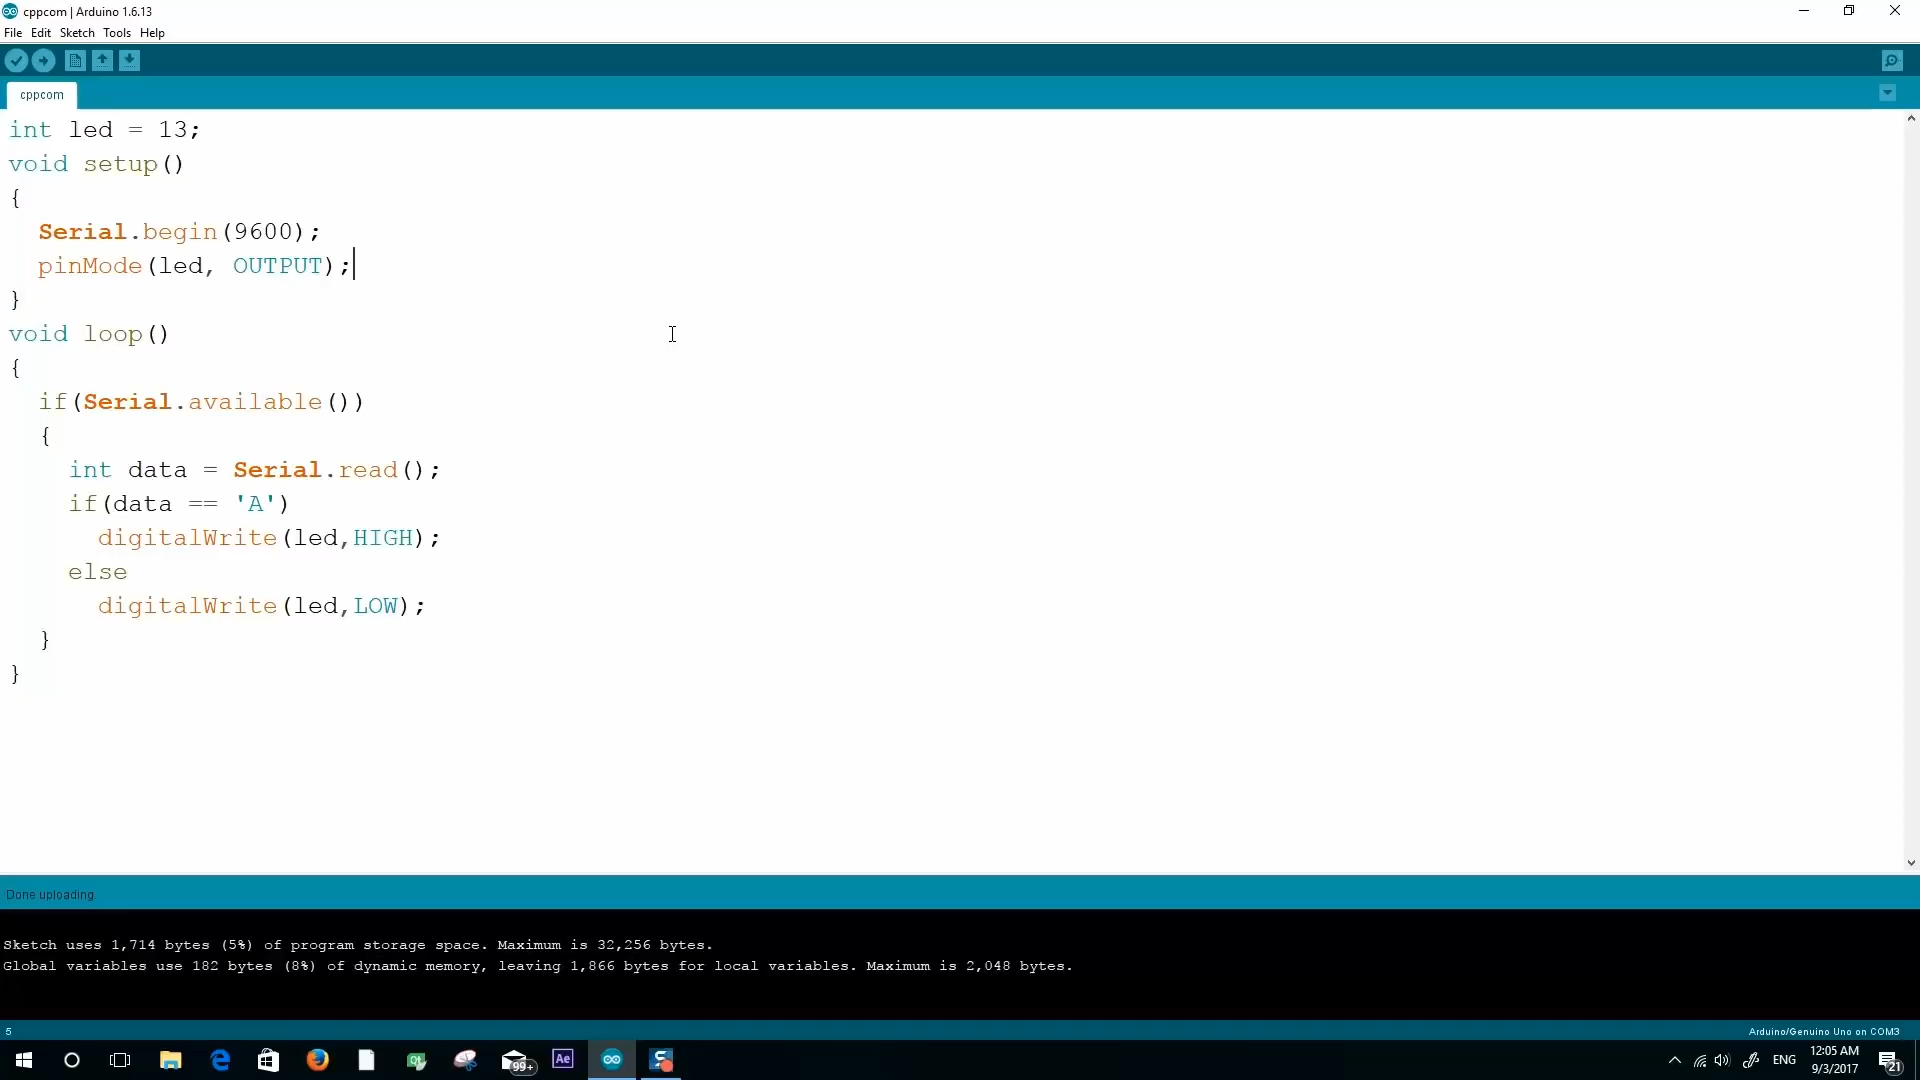 cppcom | Arduino 1.6.13
File Edit Sketch Tools Help
cppcom
int led = 13;
void setup()
{
  Serial.begin(9600);
  pinMode(led, OUTPUT);
}
void loop()
{
  if(Serial.available())
  {
    int data = Serial.read();
    if(data == 'A')
      digitalWrite(led,HIGH);
    else
      digitalWrite(led,LOW);
  }
}
Done uploading.
Sketch uses 1,714 bytes (5%) of program storage space. Maximum is 32,256 bytes.
Global variables use 182 bytes (8%) of dynamic memory, leaving 1,866 bytes for local variables. Maximum is 2,048 bytes.
5
Arduino/Genuino Uno on COM3
99+
Ae
ENG
12:05 AM
9/3/2017
21